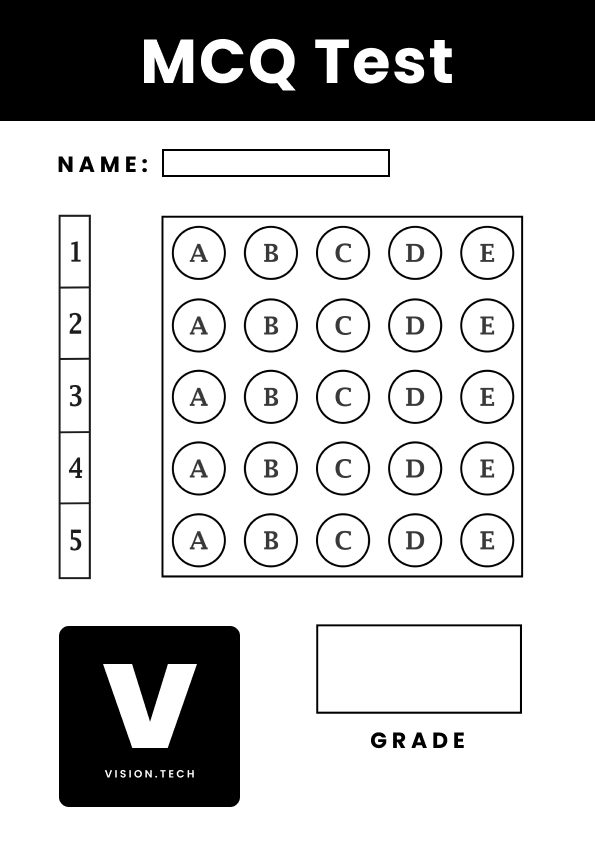 MCQ Test
NAME:
1 A B C D E
2 A B C D E
3 A B C D E
4 A B C D E
5 A B C D E
V
VISION.TECH
GRADE